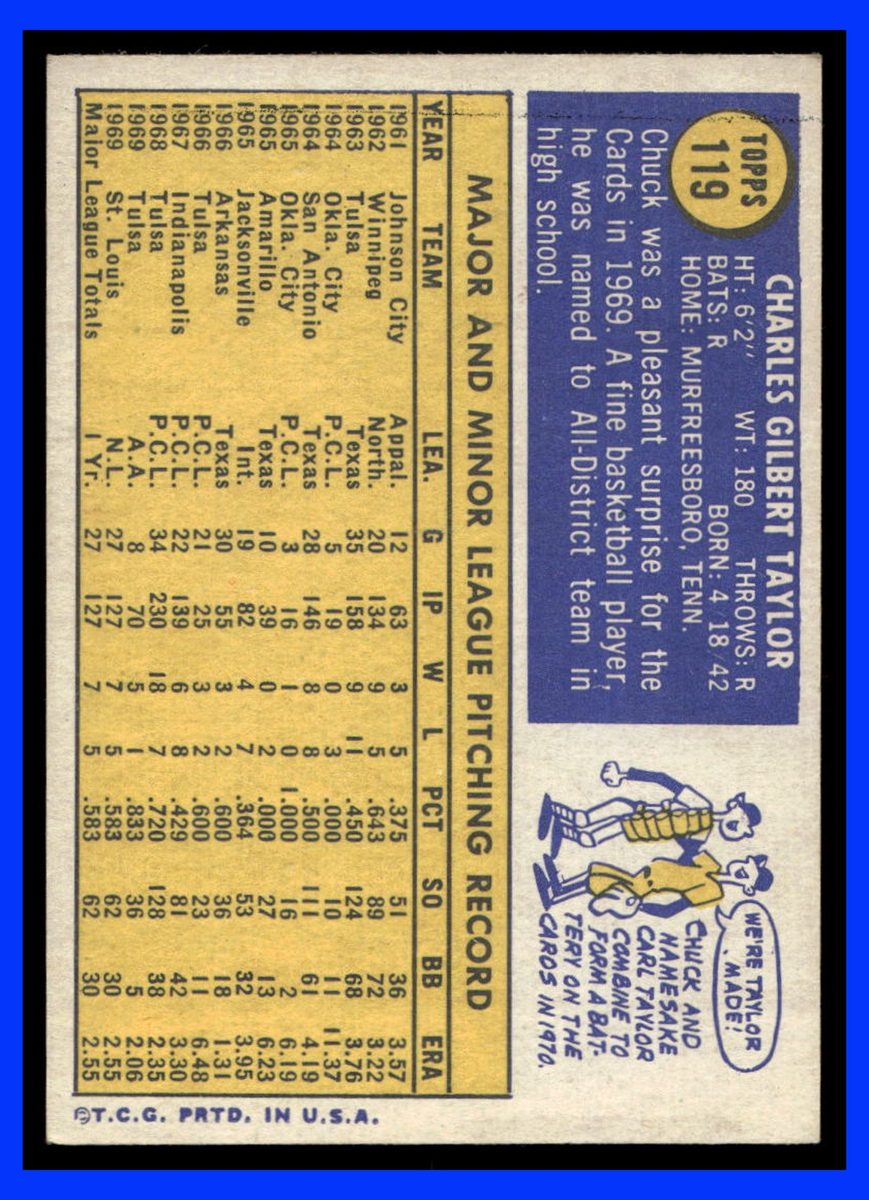 TOPPS
119
CHARLES GILBERT TAYLOR
HT: 6'2" WT: 180 THROWS: R
BATS: R BORN: 4/18/42
HOME: MURFREESBORO, TENN.
Chuck was a pleasant surprise for the
Cards in 1969. A fine basketball player,
he was named to All-District team in
high school.
WE'RE TAYLOR
MADE!
CHUCK AND
NAMESAKE
CARL TAYLOR
COMBINE TO
FORM A BAT-
TERY ON THE
CARDS IN 1970.
MAJOR AND MINOR LEAGUE PITCHING RECORD
YEAR TEAM LEA. G IP W L PCT SO BB ERA
1961 Johnson City Appal. 12 63 3 5 .375 51 36 3.57
1962 Winnipeg North. 20 134 9 5 .643 89 72 3.22
1963 Tulsa Texas 35 158 9 11 .450 124 68 3.76
1964 Okla. City P.C.L. 5 19 0 3 .000 10 11 11.37
1964 San Antonio Texas 28 146 8 8 .500 111 61 4.19
1965 Okla. City P.C.L. 3 16 1 0 1.000 16 2 6.19
1965 Amarillo Texas 10 39 0 2 .000 27 13 6.23
1965 Jacksonville Int. 19 82 4 7 .364 53 32 3.95
1966 Arkansas Texas 30 55 3 2 .600 36 18 1.31
1966 Tulsa P.C.L. 21 25 3 2 .600 23 11 6.48
1967 Indianapolis P.C.L. 22 139 6 8 .429 81 42 3.30
1968 Tulsa P.C.L. 34 230 18 7 .720 128 38 2.35
1969 Tulsa A.A. 8 70 5 1 .833 36 5 2.06
1969 St. Louis N.L. 27 127 7 5 .583 62 30 2.55
Major League Totals 1 Yr. 27 127 7 5 .583 62 30 2.55
©T.C.G. PRTD. IN U.S.A.